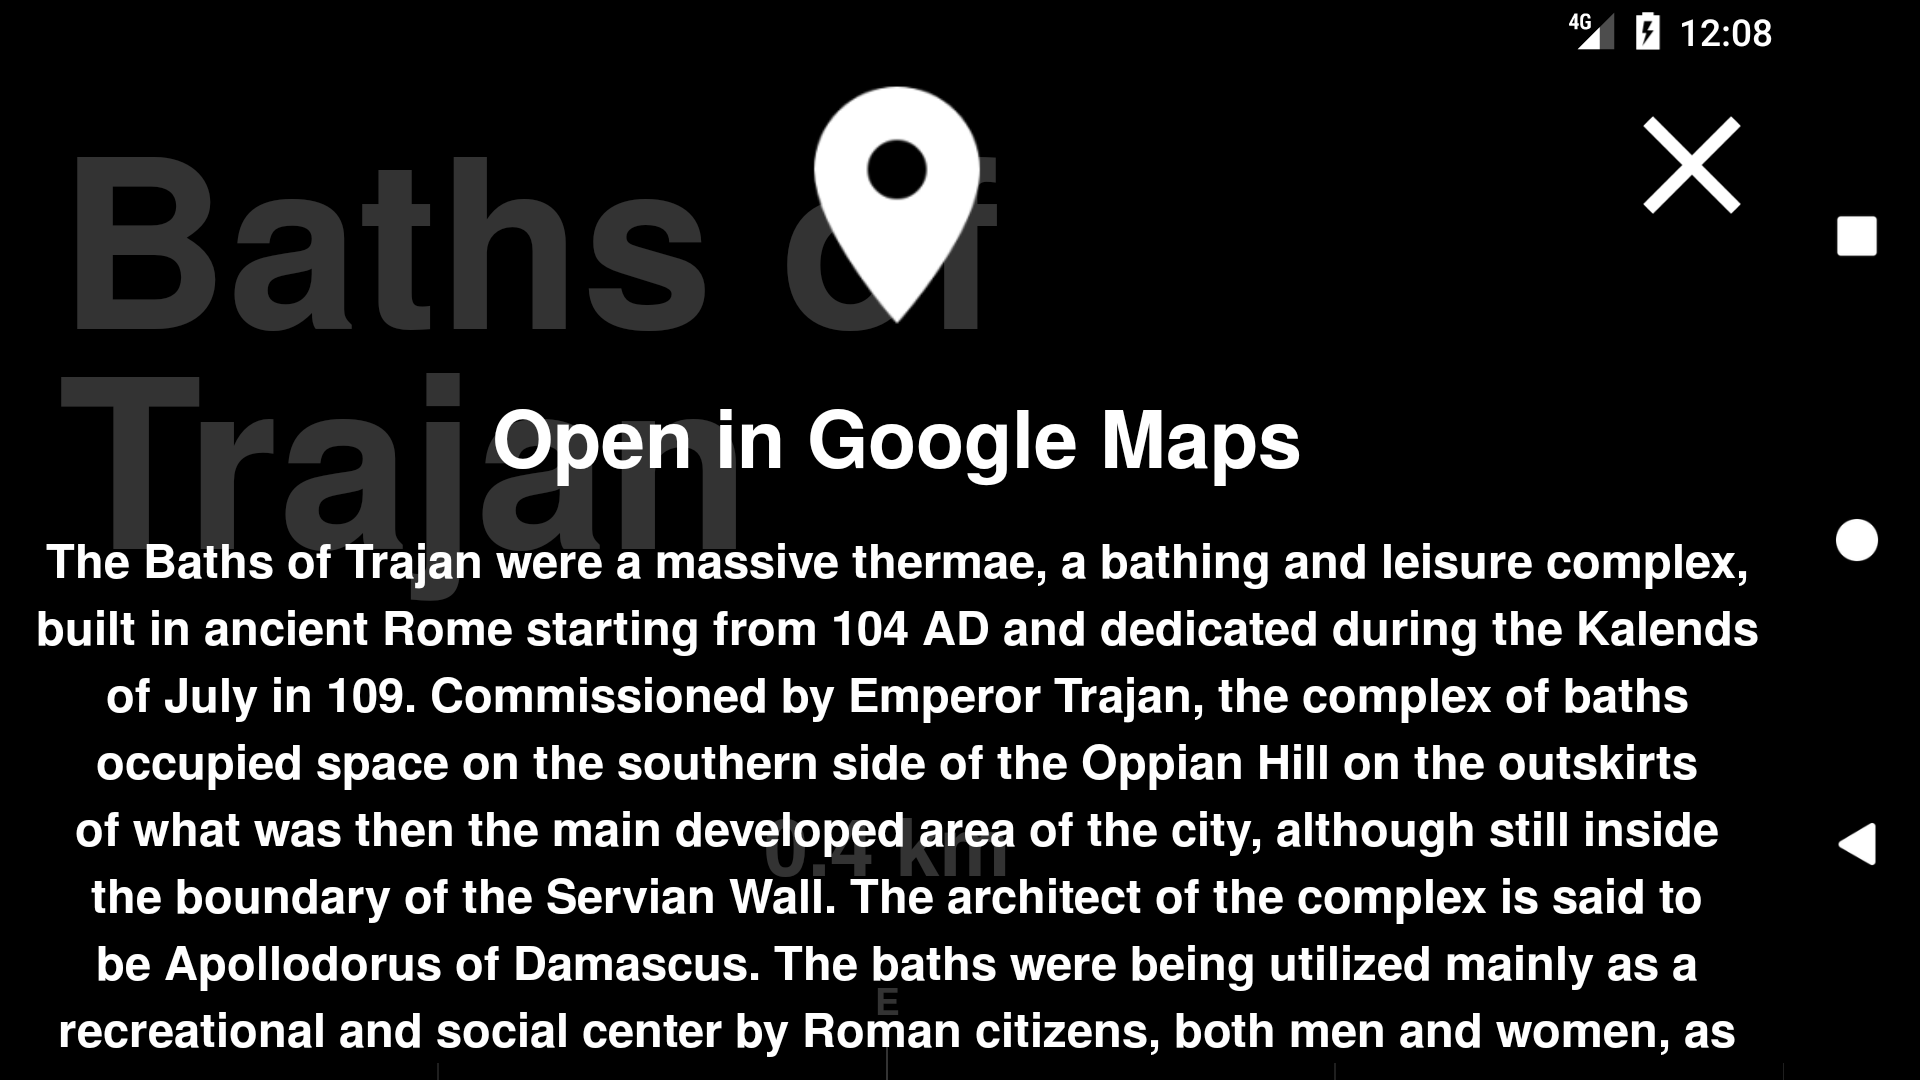 4G 12:08
Baths of
Trajan
Open in Google Maps
The Baths of Trajan were a massive thermae, a bathing and leisure complex,
built in ancient Rome starting from 104 AD and dedicated during the Kalends
of July in 109. Commissioned by Emperor Trajan, the complex of baths
occupied space on the southern side of the Oppian Hill on the outskirts
of what was then the main developed area of the city, although still inside
0.4 km
the boundary of the Servian Wall. The architect of the complex is said to
be Apollodorus of Damascus. The baths were being utilized mainly as a
E
recreational and social center by Roman citizens, both men and women, as